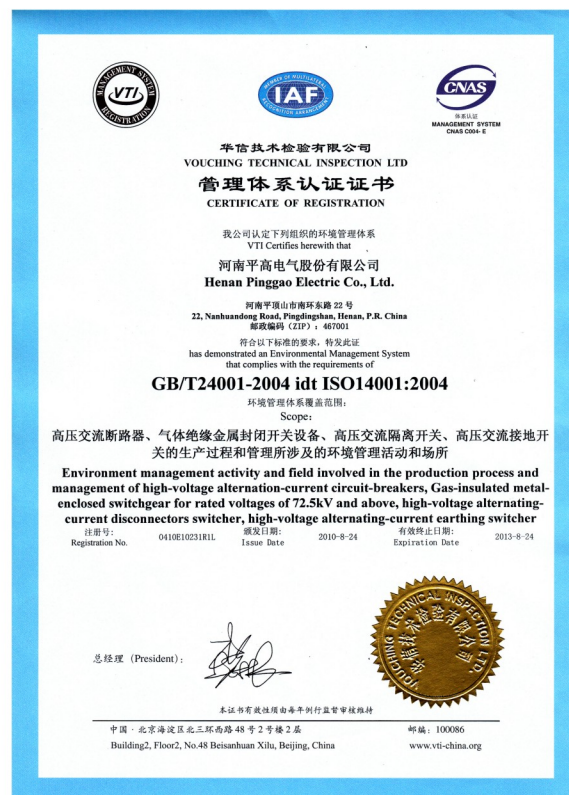 MANAGEMENT SYSTEM
VTI
REGISTRATION
MEMBER OF MULTILATERAL
IAF
RECOGNITION ARRANGEMENT
CNAS
体系认证
MANAGEMENT SYSTEM
CNAS C004- E
华信技术检验有限公司
VOUCHING TECHNICAL INSPECTION LTD
管理体系认证证书
CERTIFICATE OF REGISTRATION
我公司认定下列组织的环境管理体系
VTI Certifies herewith that
河南平高电气股份有限公司
Henan Pinggao Electric Co., Ltd.
河南平顶山市南环东路 22 号
22, Nanhuandong Road, Pingdingshan, Henan, P.R. China
邮政编码（ZIP）: 467001
符合以下标准的要求，特发此证
has demonstrated an Environmental Management System
that complies with the requirements of
GB/T24001-2004 idt ISO14001:2004
环境管理体系覆盖范围:
Scope:
高压交流断路器、气体绝缘金属封闭开关设备、高压交流隔离开关、高压交流接地开
关的生产过程和管理所涉及的环境管理活动和场所
Environment management activity and field involved in the production process and
management of high-voltage alternation-current circuit-breakers, Gas-insulated metal-
enclosed switchgear for rated voltages of 72.5kV and above, high-voltage alternating-
current disconnectors switcher, high-voltage alternating-current earthing switcher
注册号: 颁发日期: 有效终止日期:
Registration No. 0410E10231R1L Issue Date 2010-8-24 Expiration Date 2013-8-24
总经理（President）:
VOUCHING TECHNICAL INSPECTION LTD.
华信技术检验有限公司
本证书有效性须由每年例行监督审核维持
中国·北京海淀区北三环西路 48 号 2 号楼 2 层 邮编: 100086
Building2, Floor2, No.48 Beisanhuan Xilu, Beijing, China www.vti-china.org